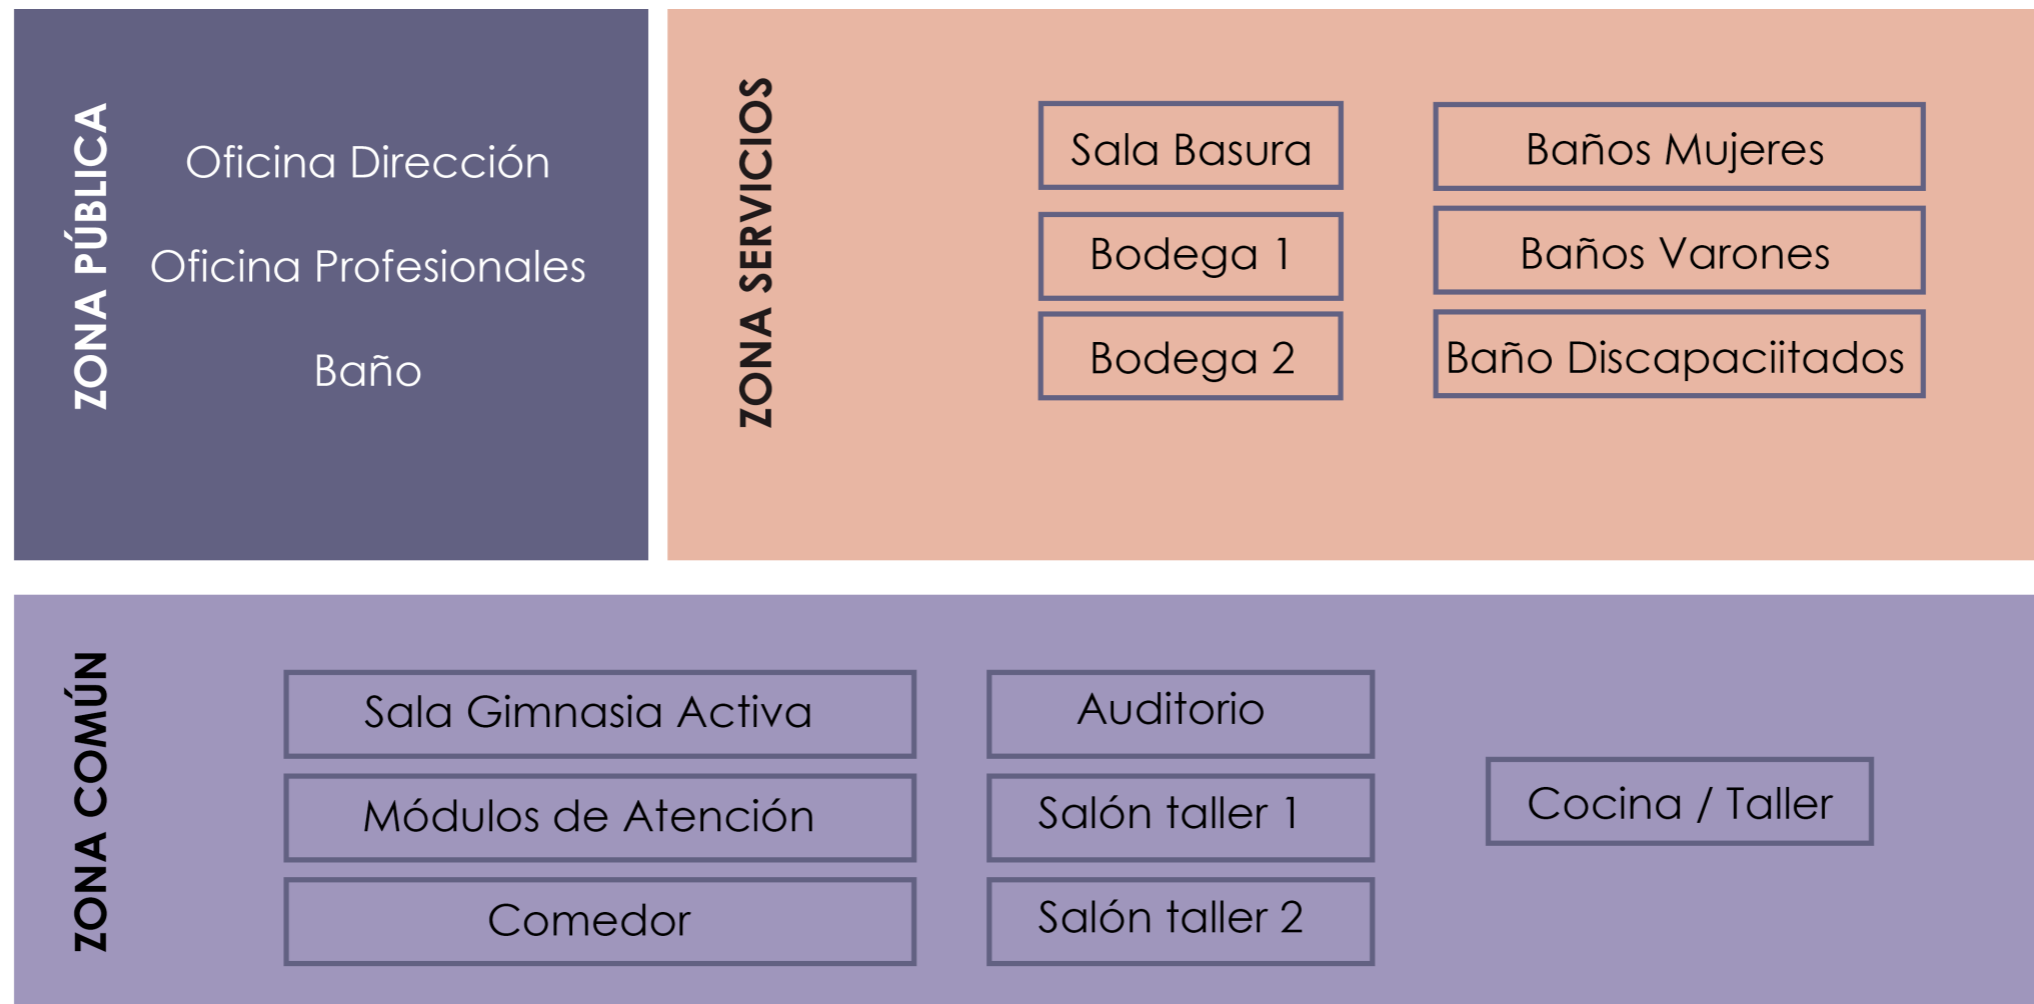 ZONA PÚBLICA
Oficina Dirección
Oficina Profesionales
Baño
ZONA SERVICIOS
Sala Basura
Bodega 1
Bodega 2
Baños Mujeres
Baños Varones
Baño Discapaciitados
ZONA COMÚN
Sala Gimnasia Activa
Módulos de Atención
Comedor
Auditorio
Salón taller 1
Salón taller 2
Cocina / Taller